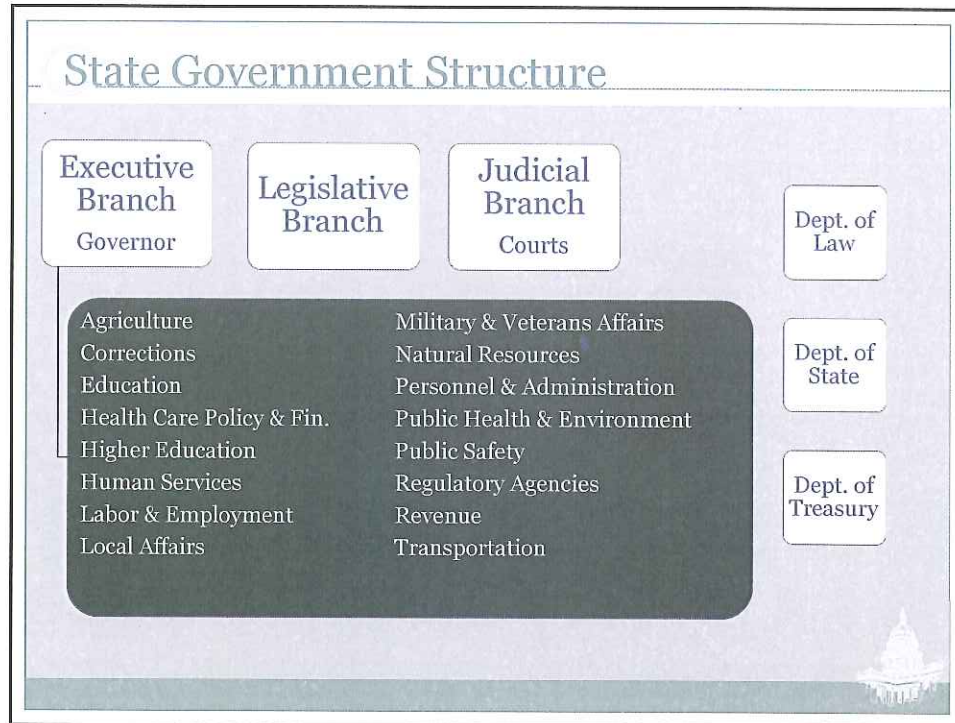 State Government Structure
Executive
Branch
Governor
Legislative
Branch
Judicial
Branch
Courts
Dept. of
Law
Dept. of
State
Dept. of
Treasury
Agriculture
Corrections
Education
Health Care Policy & Fin.
Higher Education
Human Services
Labor & Employment
Local Affairs
Military & Veterans Affairs
Natural Resources
Personnel & Administration
Public Health & Environment
Public Safety
Regulatory Agencies
Revenue
Transportation